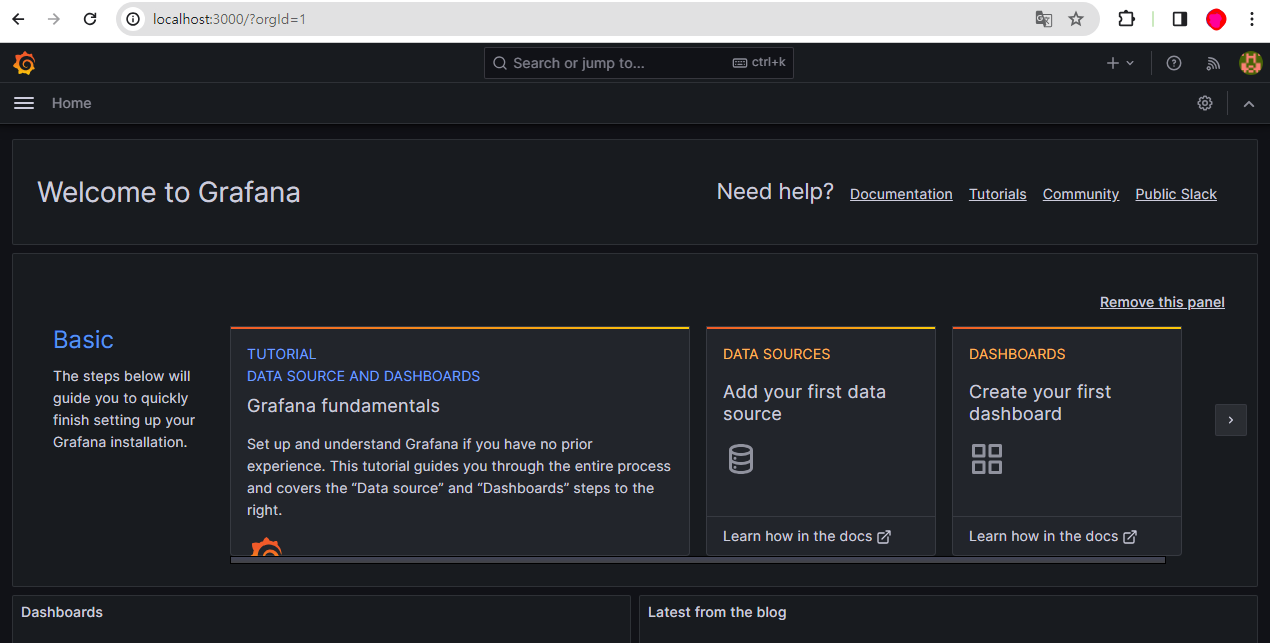 localhost:3000/?orgId=1
Search or jump to...
ctrl+k
Home
Welcome to Grafana
Need help?
Documentation
Tutorials
Community
Public Slack
Remove this panel
Basic
The steps below will
guide you to quickly
finish setting up your
Grafana installation.
TUTORIAL
DATA SOURCE AND DASHBOARDS
Grafana fundamentals
Set up and understand Grafana if you have no prior
experience. This tutorial guides you through the entire process
and covers the “Data source” and “Dashboards” steps to the
right.
DATA SOURCES
Add your first data
source
Learn how in the docs
DASHBOARDS
Create your first
dashboard
Learn how in the docs
Dashboards
Latest from the blog